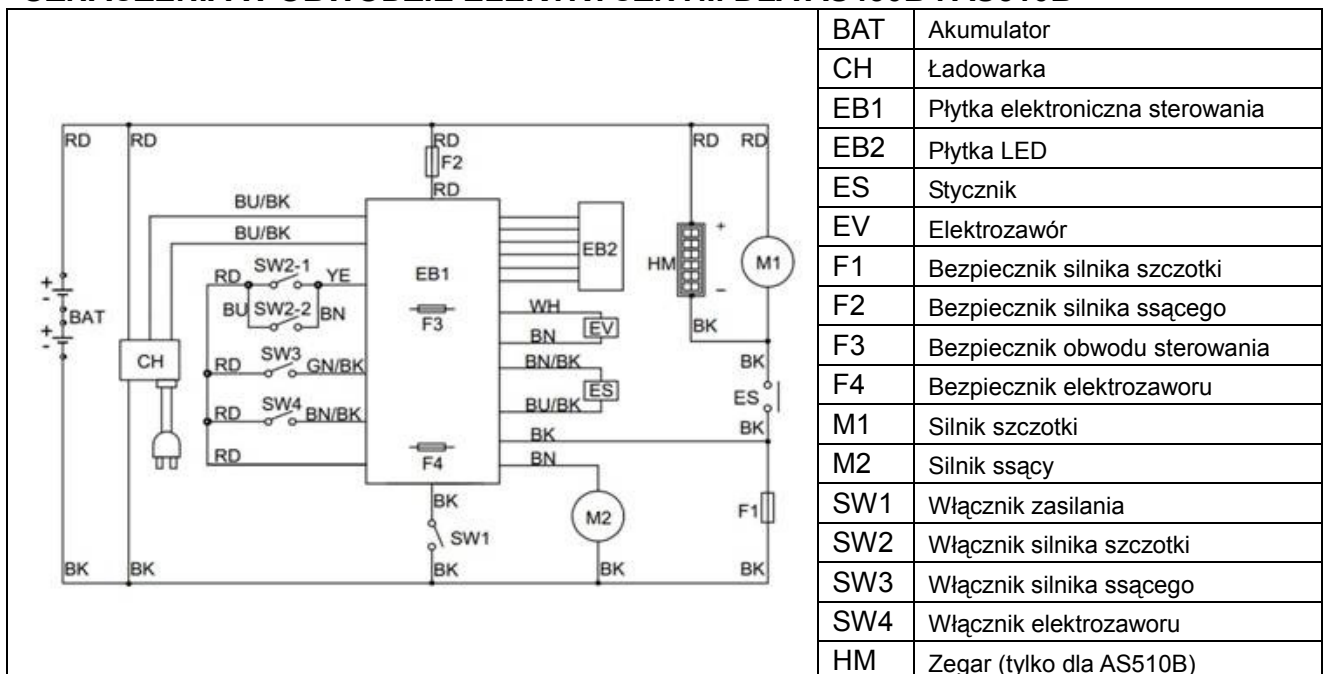 RD RD RD RD RD
F2
RD
BU/BK
BU/BK
SW2-1
RD YE
BU SW2-2 BN
EB1
EB2
HM
+
-
M1
+
-
BAT
+
-
F3
WH
EV
BN
BK
CH
SW3
RD GN/BK
BN/BK
ES
BU/BK
BK
ES
BK
SW4
RD BN/BK
BK
RD
F4
BN
BK
SW1
M2
F1
BK BK BK BK BK
BAT Akumulator
CH Ładowarka
EB1 Płytka elektroniczna sterowania
EB2 Płytka LED
ES Stycznik
EV Elektrozawór
F1 Bezpiecznik silnika szczotki
F2 Bezpiecznik silnika ssącego
F3 Bezpiecznik obwodu sterowania
F4 Bezpiecznik elektrozaworu
M1 Silnik szczotki
M2 Silnik ssący
SW1 Włącznik zasilania
SW2 Włącznik silnika szczotki
SW3 Włącznik silnika ssącego
SW4 Włącznik elektrozaworu
HM Zegar (tylko dla AS510B)